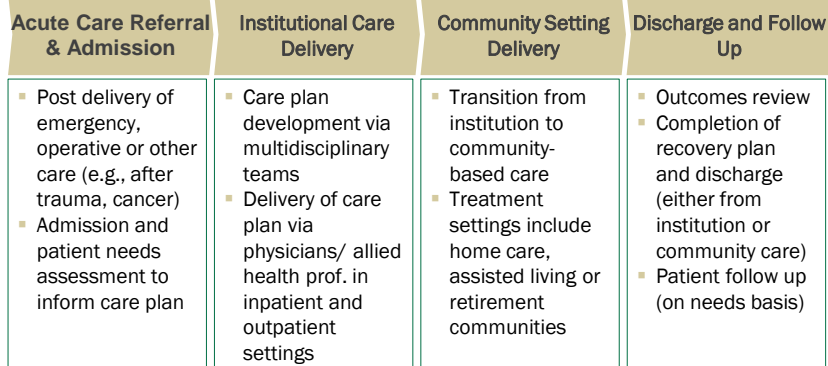 Acute Care Referral
& Admission
Institutional Care
Delivery
Community Setting
Delivery
Discharge and Follow
Up
▪ Post delivery of
emergency,
operative or other
care (e.g., after
trauma, cancer)
▪ Admission and
patient needs
assessment to
inform care plan
▪ Care plan
development via
multidisciplinary
teams
▪ Delivery of care
plan via
physicians/ allied
health prof. in
inpatient and
outpatient
settings
▪ Transition from
institution to
community-
based care
▪ Treatment
settings include
home care,
assisted living or
retirement
communities
▪ Outcomes review
▪ Completion of
recovery plan
and discharge
(either from
institution or
community care)
▪ Patient follow up
(on needs basis)